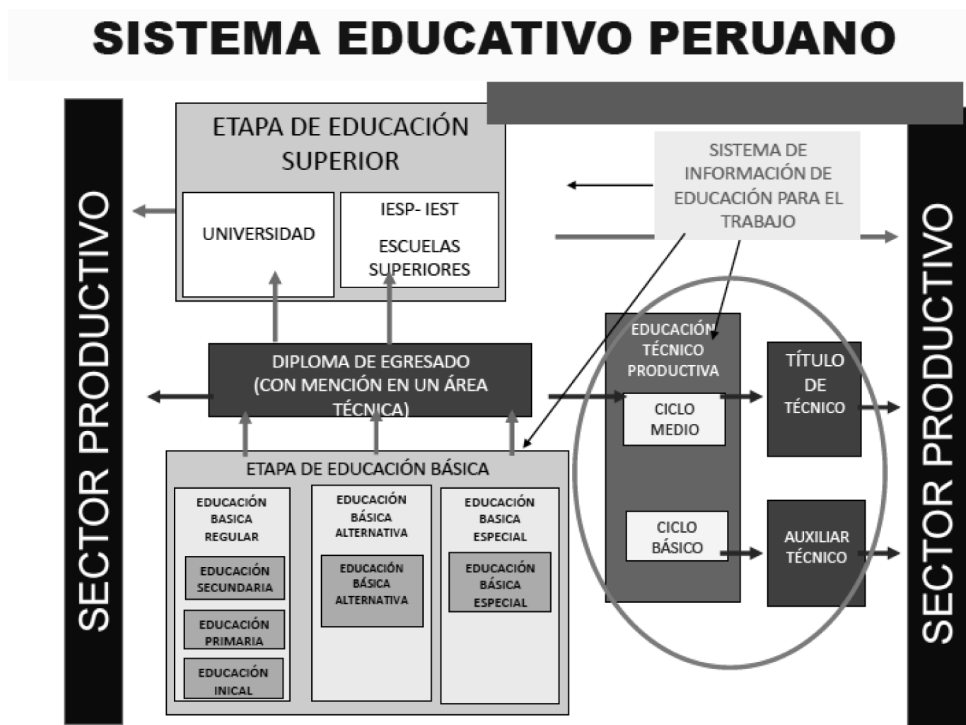 SISTEMA EDUCATIVO PERUANO
SECTOR PRODUCTIVO
ETAPA DE EDUCACIÓN
SUPERIOR
UNIVERSIDAD
IESP- IEST
ESCUELAS
SUPERIORES
SISTEMA DE
INFORMACIÓN DE
EDUCACIÓN PARA EL
TRABAJO
DIPLOMA DE EGRESADO
(CON MENCIÓN EN UN ÁREA
TÉCNICA)
EDUCACIÓN
TÉCNICO
PRODUCTIVA
CICLO
MEDIO
TÍTULO
DE
TÉCNICO
CICLO
BÁSICO
AUXILIAR
TÉCNICO
ETAPA DE EDUCACIÓN BÁSICA
EDUCACIÓN
BASICA
REGULAR
EDUCACIÓN
SECUNDARIA
EDUCACIÓN
PRIMARIA
EDUCACIÓN
INICAL
EDUCACIÓN
BÁSICA
ALTERNATIVA
EDUCACIÓN
BÁSICA
ALTERNATIVA
EDUCACIÓN
BASICA
ESPECIAL
EDUCACIÓN
BÁSICA
ESPECIAL
SECTOR PRODUCTIVO